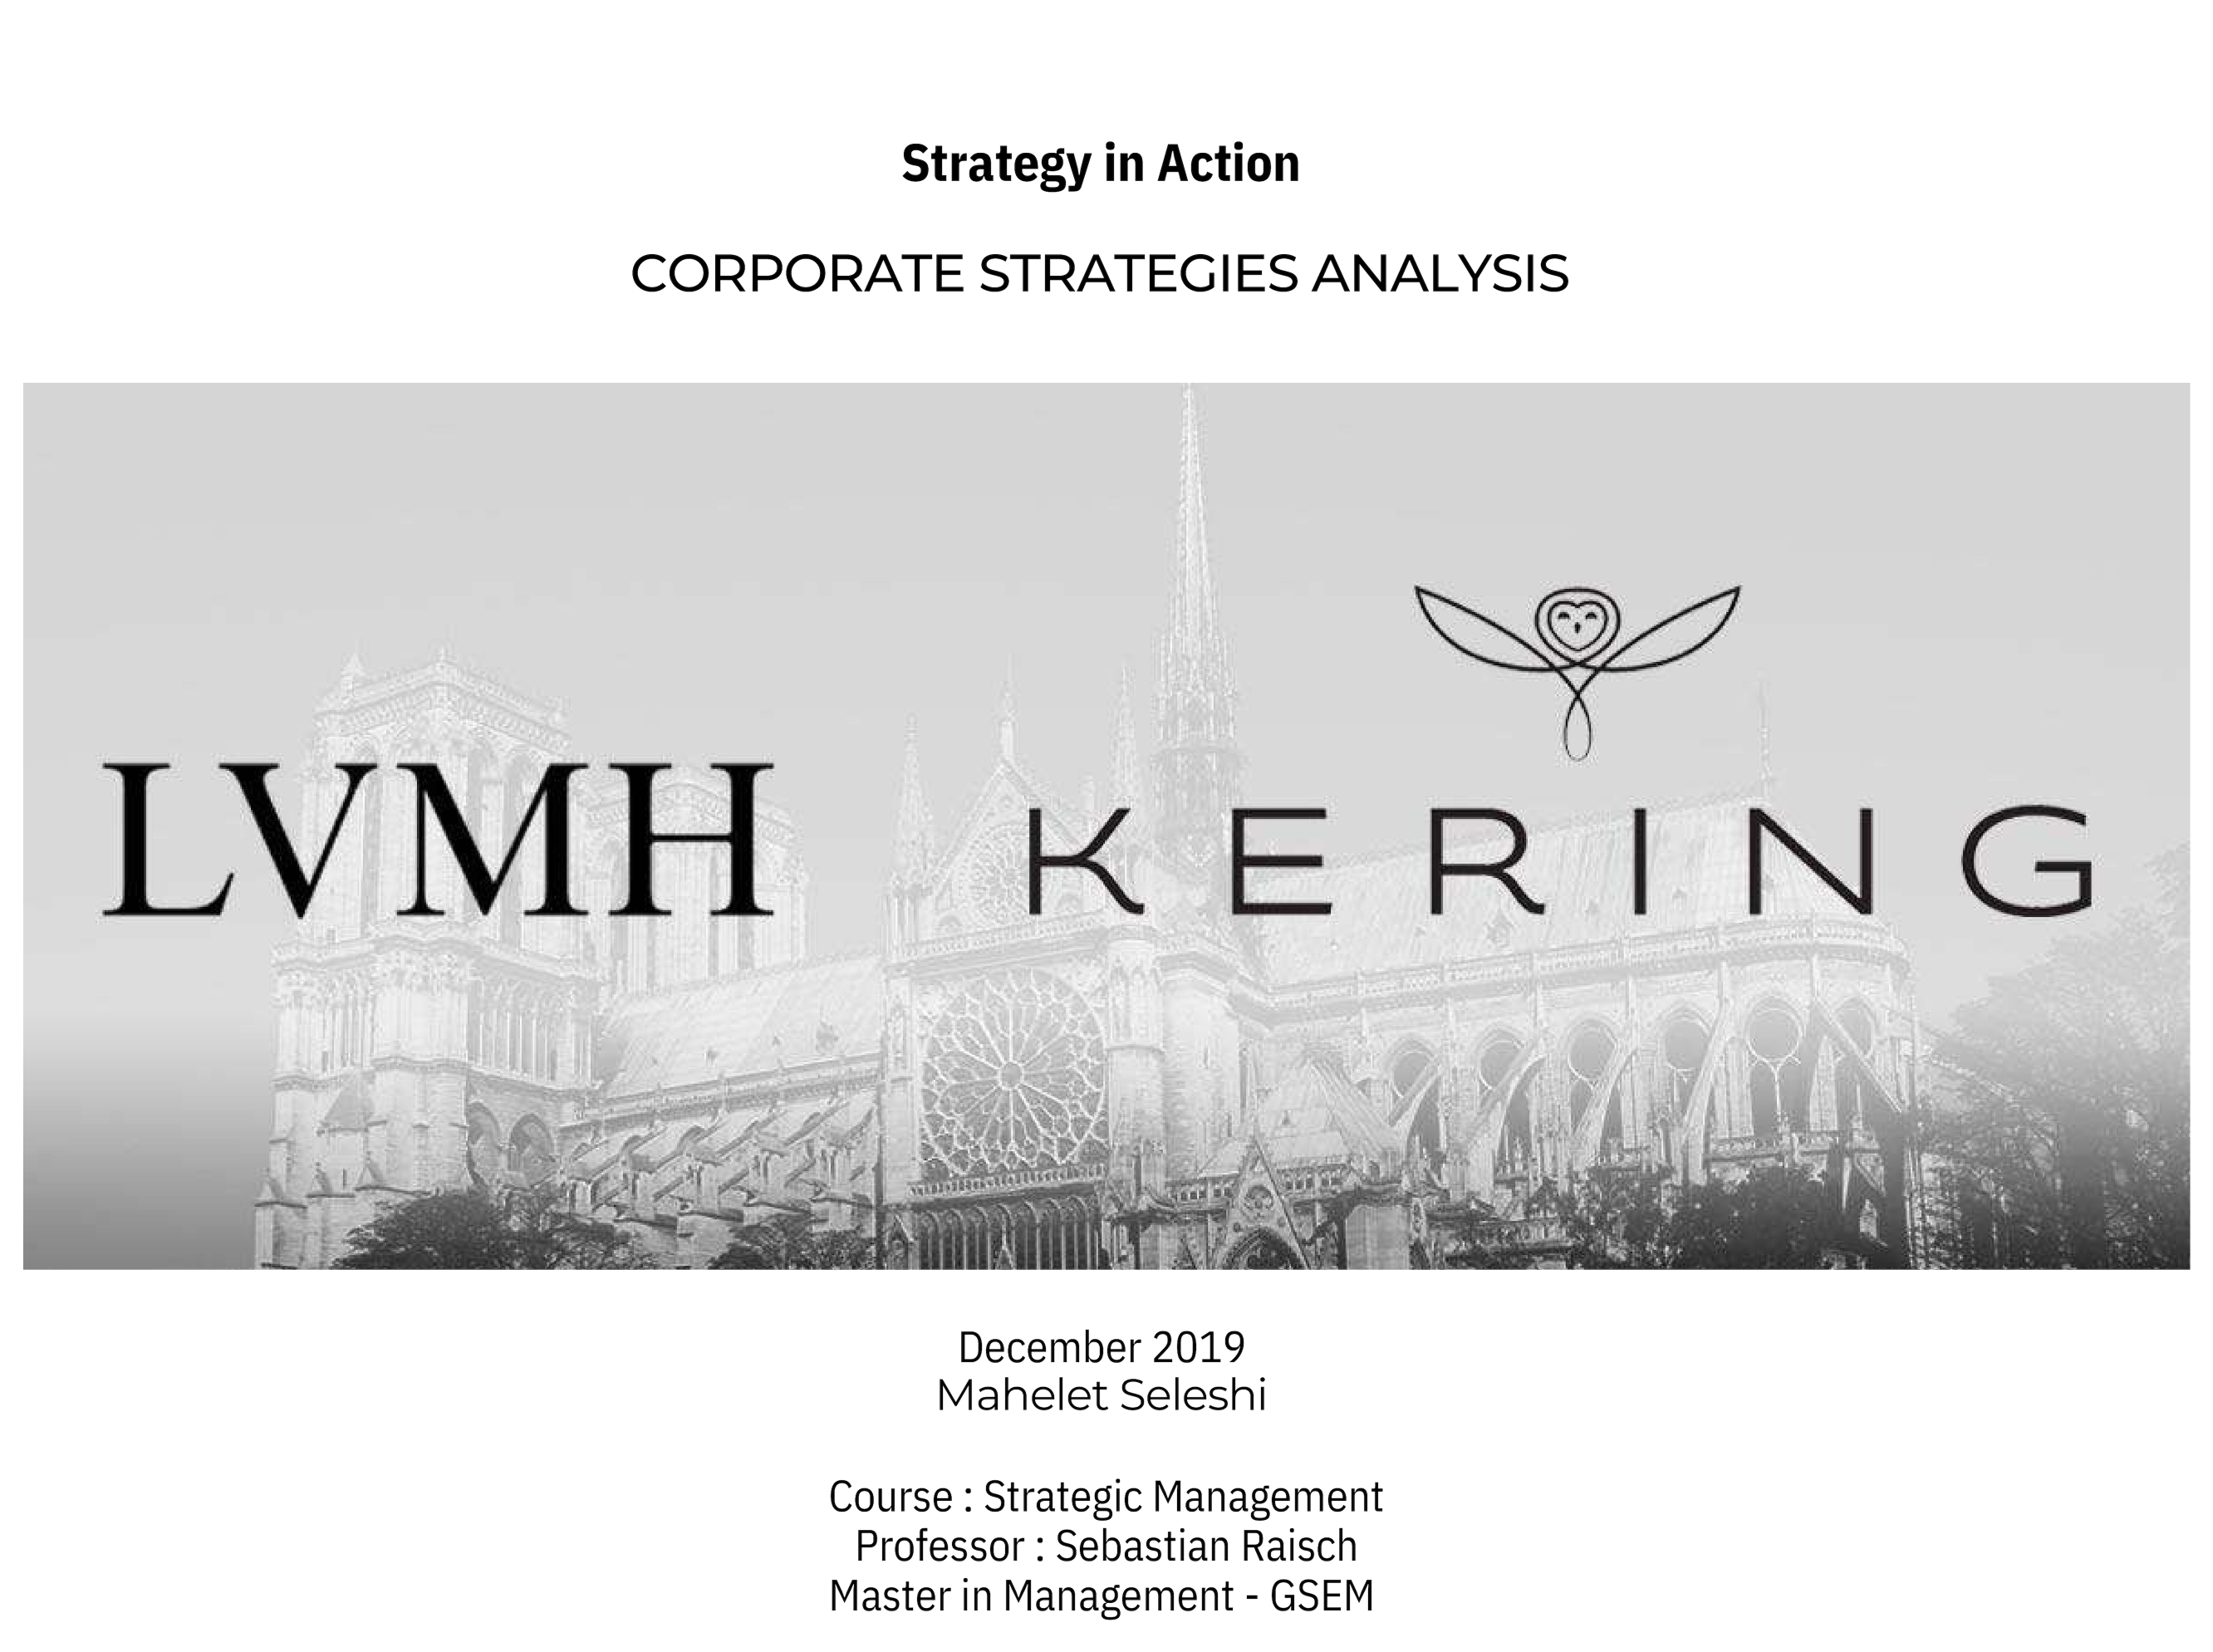 Strategy in Action
CORPORATE STRATEGIES ANALYSIS
LVMH
KERING
December 2019
Mahelet Seleshi
Course : Strategic Management
Professor : Sebastian Raisch
Master in Management - GSEM